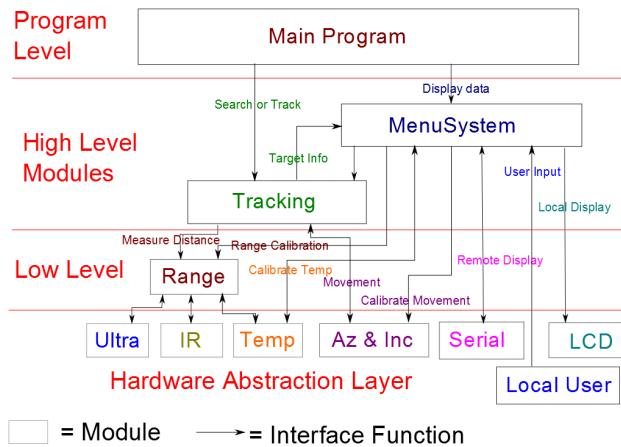 Program
Level
Main Program
Search or Track
Display data
High Level
Modules
MenuSystem
Target Info
User Input
Tracking
Local Display
Measure Distance
Range Calibration
Low Level
Range
Calibrate Temp
Movement
Remote Display
Calibrate Movement
Ultra
IR
Temp
Az & Inc
Serial
LCD
Hardware Abstraction Layer
Local User
= Module
= Interface Function